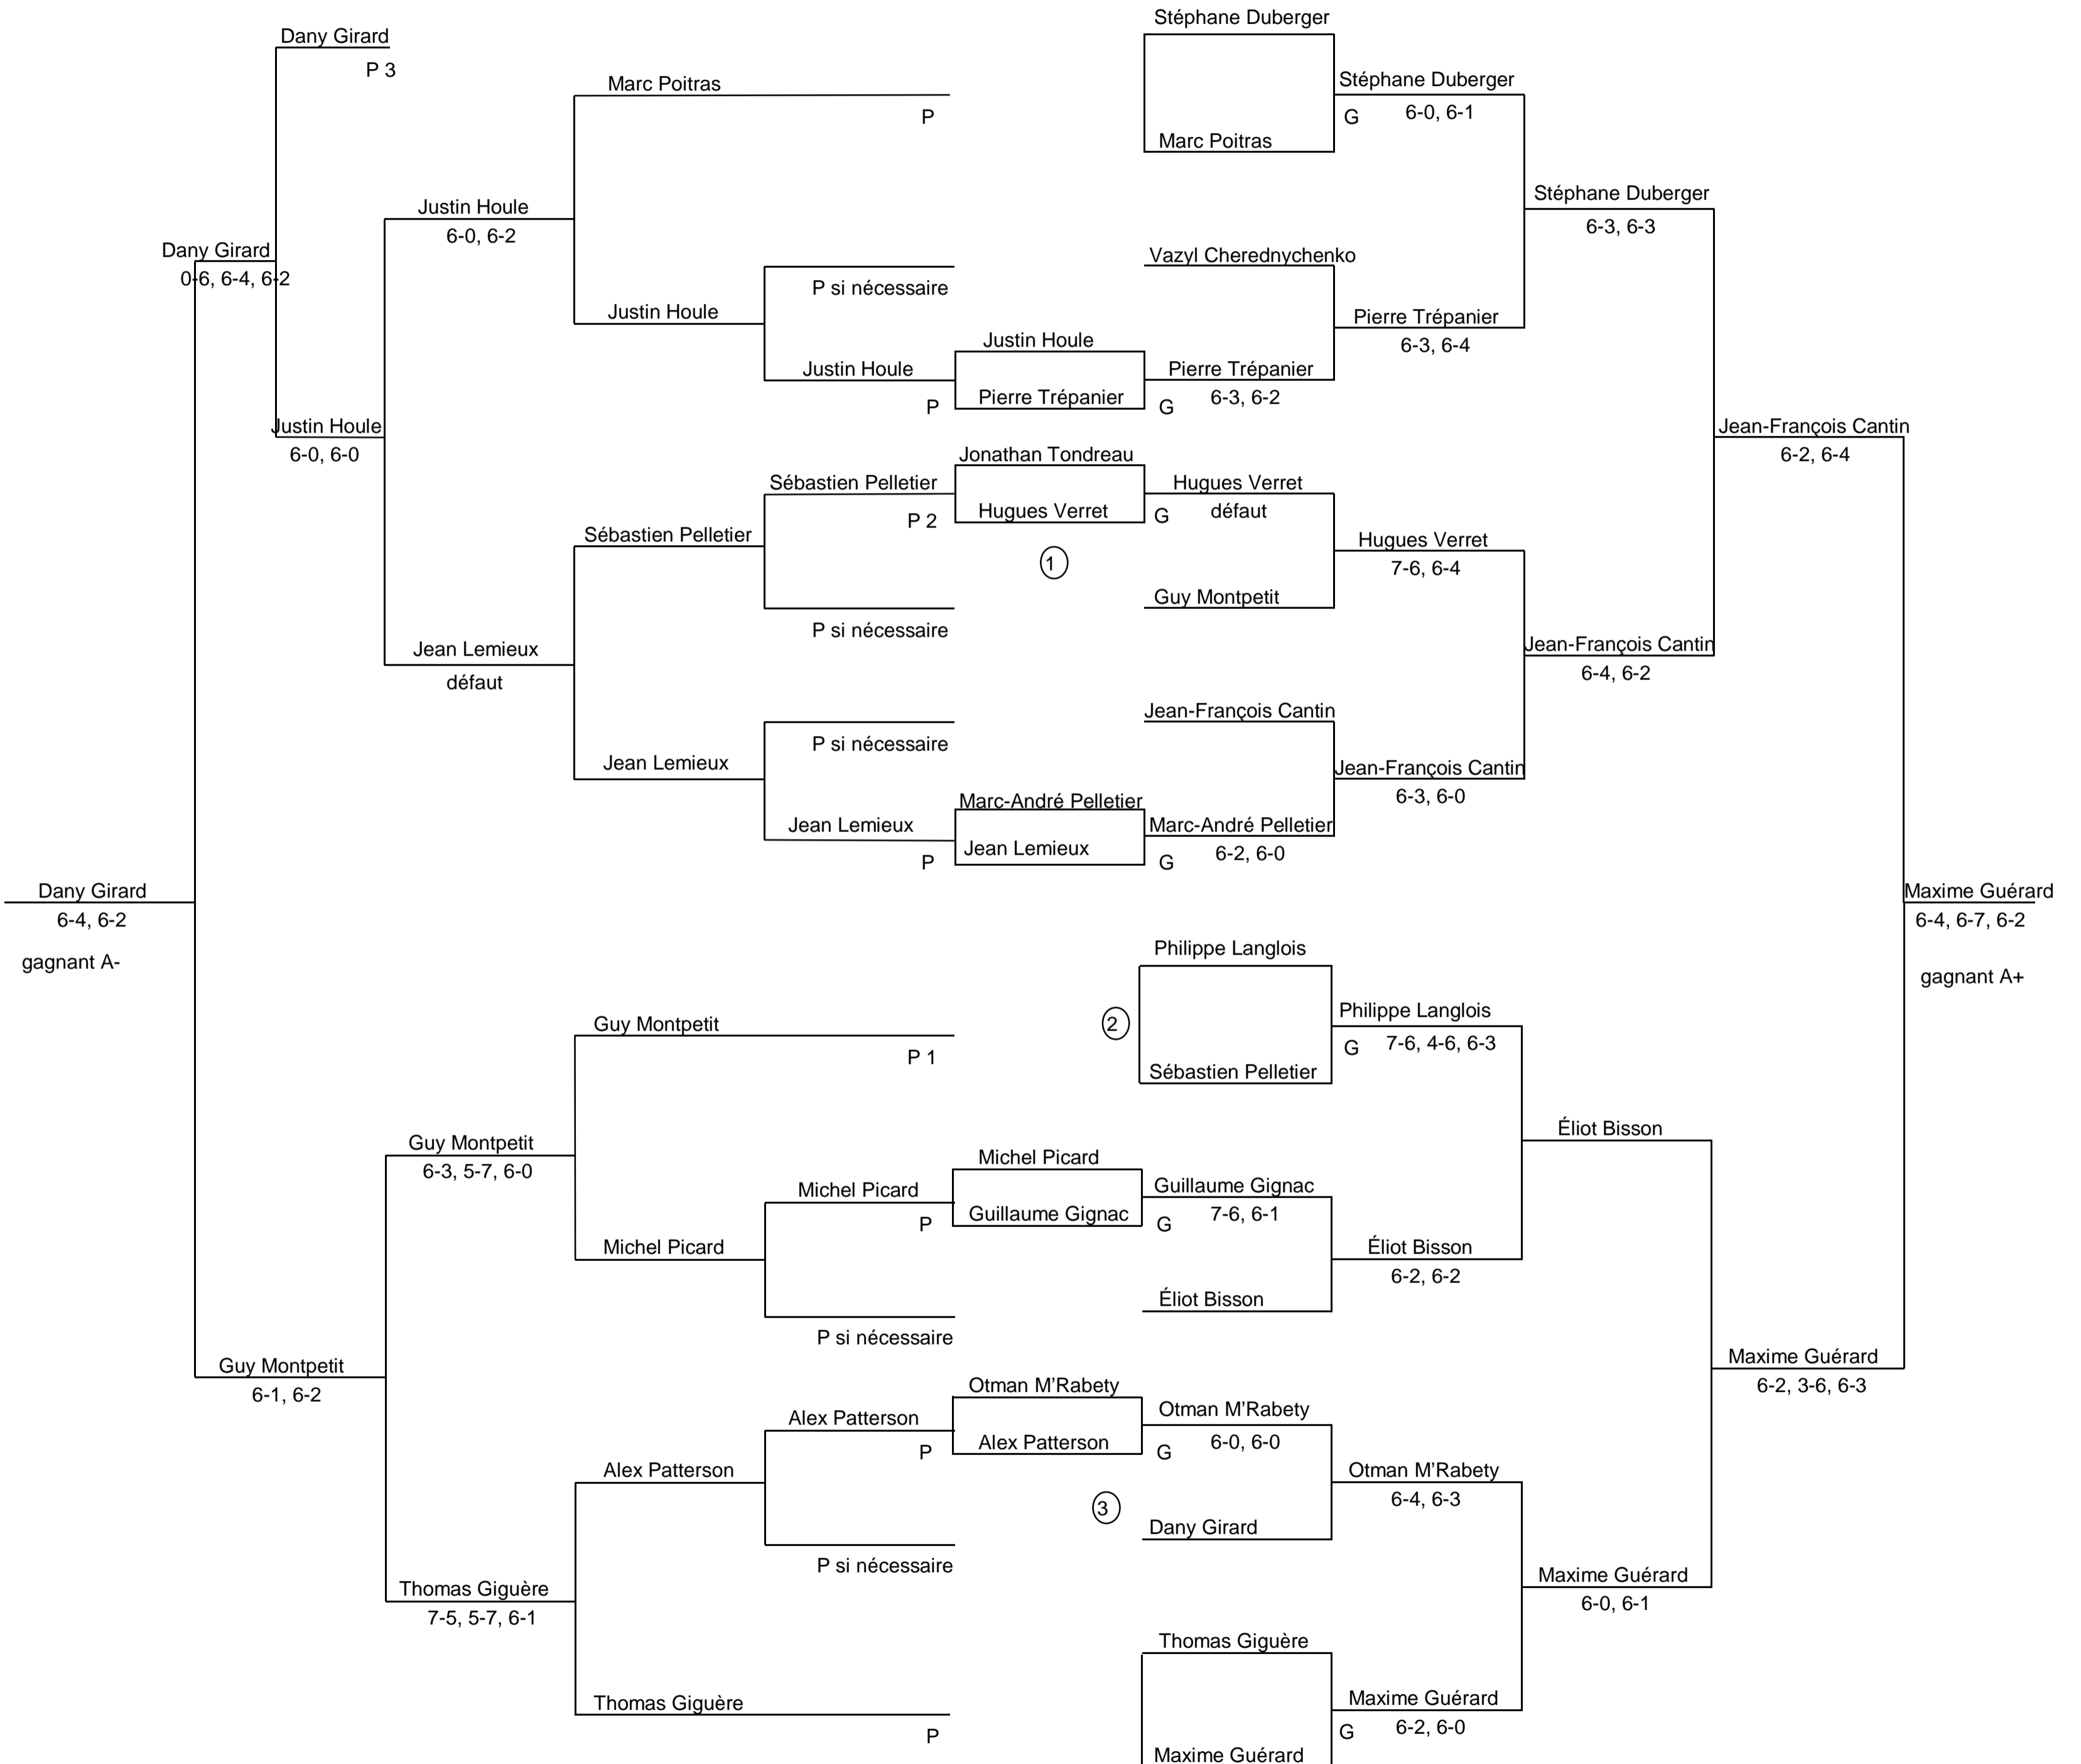 Stéphane Duberger
Dany Girard
P 3
Marc Poitras
P
Stéphane Duberger
G 6-0, 6-1
Marc Poitras
Justin Houle
6-0, 6-2
Stéphane Duberger
6-3, 6-3
Dany Girard
0-6, 6-4, 6-2
Vazyl Cherednychenko
P si nécessaire
Justin Houle
Pierre Trépanier
6-3, 6-4
Justin Houle
Justin Houle
Pierre Trépanier
P
Pierre Trépanier
G 6-3, 6-2
Justin Houle
6-0, 6-0
Jean-François Cantin
6-2, 6-4
Jonathan Tondreau
Sébastien Pelletier
Hugues Verret
P 2
Hugues Verret
G défaut
Sébastien Pelletier
Hugues Verret
1
7-6, 6-4
Guy Montpetit
P si nécessaire
Jean Lemieux
défaut
Jean-François Cantin
6-4, 6-2
Jean-François Cantin
P si nécessaire
Jean Lemieux
Jean-François Cantin
6-3, 6-0
Marc-André Pelletier
Jean Lemieux
Marc-André Pelletier
Jean Lemieux
P
G 6-2, 6-0
Dany Girard
6-4, 6-2
gagnant A-
Maxime Guérard
6-4, 6-7, 6-2
gagnant A+
Philippe Langlois
Guy Montpetit
P 1
2
Philippe Langlois
G 7-6, 4-6, 6-3
Sébastien Pelletier
Guy Montpetit
6-3, 5-7, 6-0
Éliot Bisson
Michel Picard
Michel Picard
Guillaume Gignac
P
Guillaume Gignac
G 7-6, 6-1
Michel Picard
Éliot Bisson
6-2, 6-2
Éliot Bisson
P si nécessaire
Guy Montpetit
6-1, 6-2
Maxime Guérard
6-2, 3-6, 6-3
Otman M'Rabety
Alex Patterson
Otman M'Rabety
P
Alex Patterson
G 6-0, 6-0
Alex Patterson
Otman M'Rabety
6-4, 6-3
3
Dany Girard
P si nécessaire
Thomas Giguère
7-5, 5-7, 6-1
Maxime Guérard
6-0, 6-1
Thomas Giguère
Thomas Giguère
P
Maxime Guérard
G 6-2, 6-0
Maxime Guérard